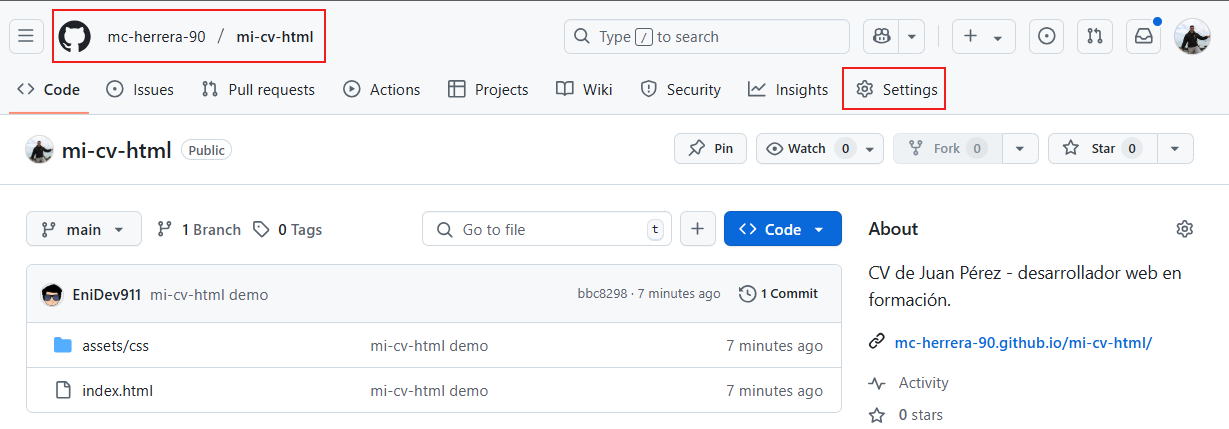 mc-herrera-90 / mi-cv-html
Type / to search
Code Issues Pull requests Actions Projects Wiki Security Insights Settings
mi-cv-html Public
Pin Watch 0 Fork 0 Star 0
main 1 Branch 0 Tags Go to file t Code
About
CV de Juan Pérez - desarrollador web en
formación.
mc-herrera-90.github.io/mi-cv-html/
Activity
0 stars
EniDev911 mi-cv-html demo bbc8298 · 7 minutes ago 1 Commit
assets/css mi-cv-html demo 7 minutes ago
index.html mi-cv-html demo 7 minutes ago